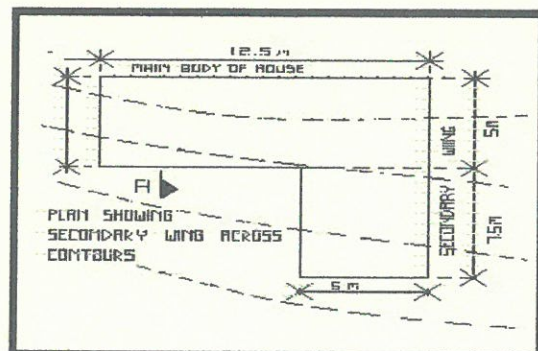 12.5 m
MAIN BODY OF HOUSE
5M
WING
SECONDARY
7.5M
A
PLAN SHOWING
SECONDARY WING ACROSS
CONTOURS
5 m